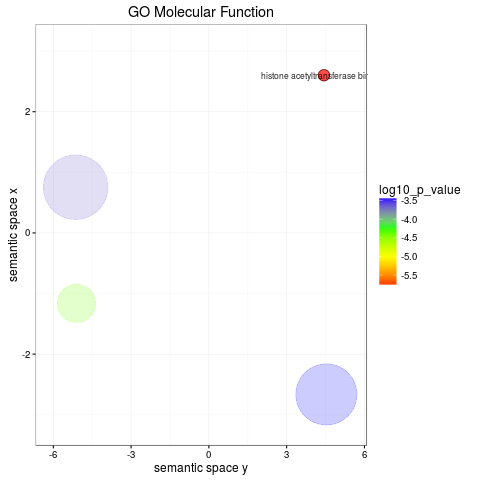 GO Molecular Function
histone acetyltransferase bin
2
0
-2
semantic space x
-6
-3
0
3
6
semantic space y
log10_p_value
-3.5
-4.0
-4.5
-5.0
-5.5